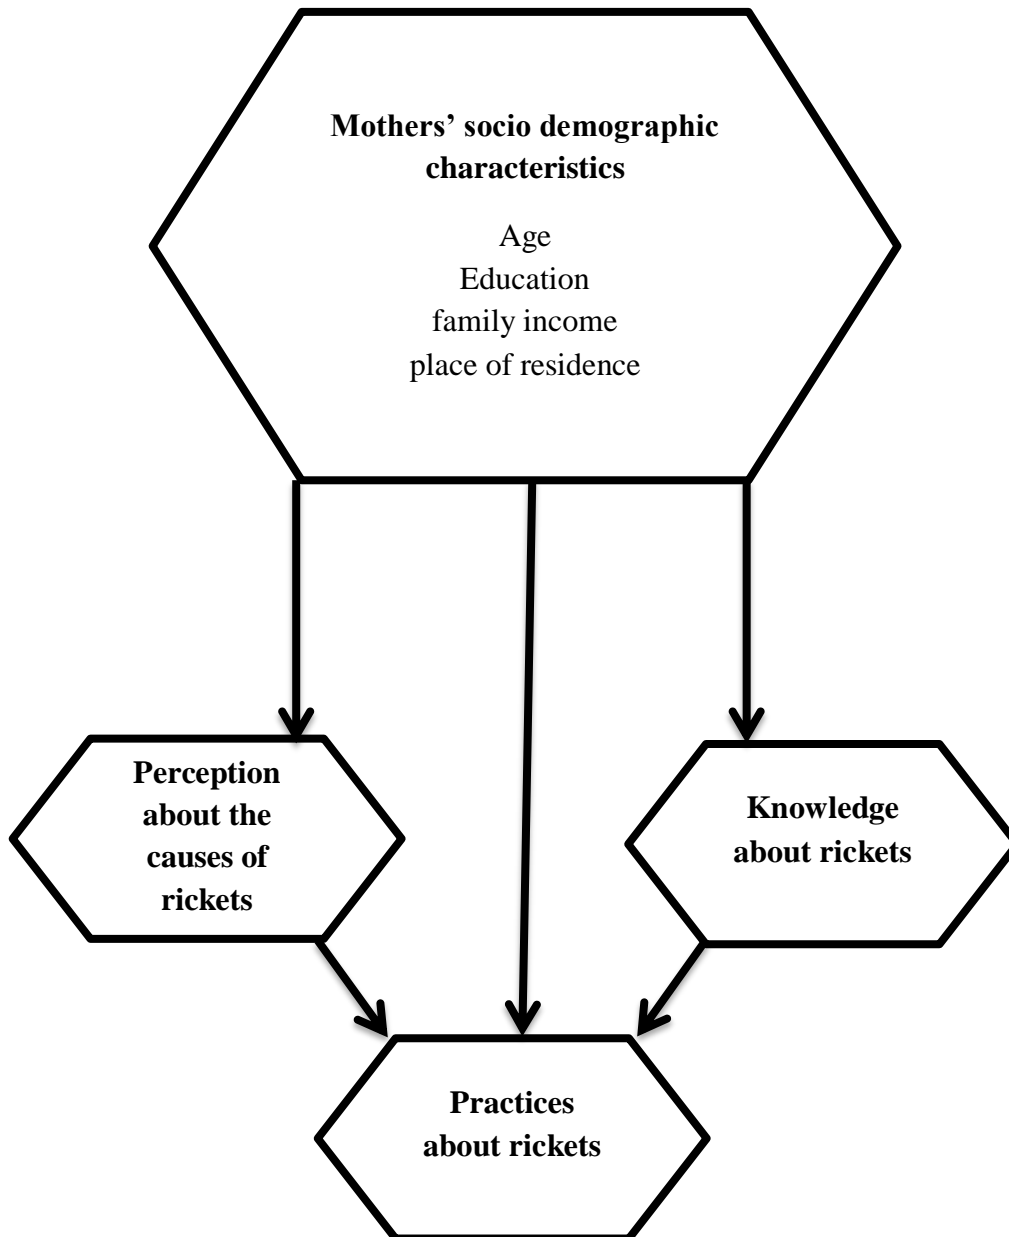 Mothers’ socio demographic
characteristics
Age
Education
family income
place of residence
Perception
about the
causes of
rickets
Knowledge
about rickets
Practices
about rickets